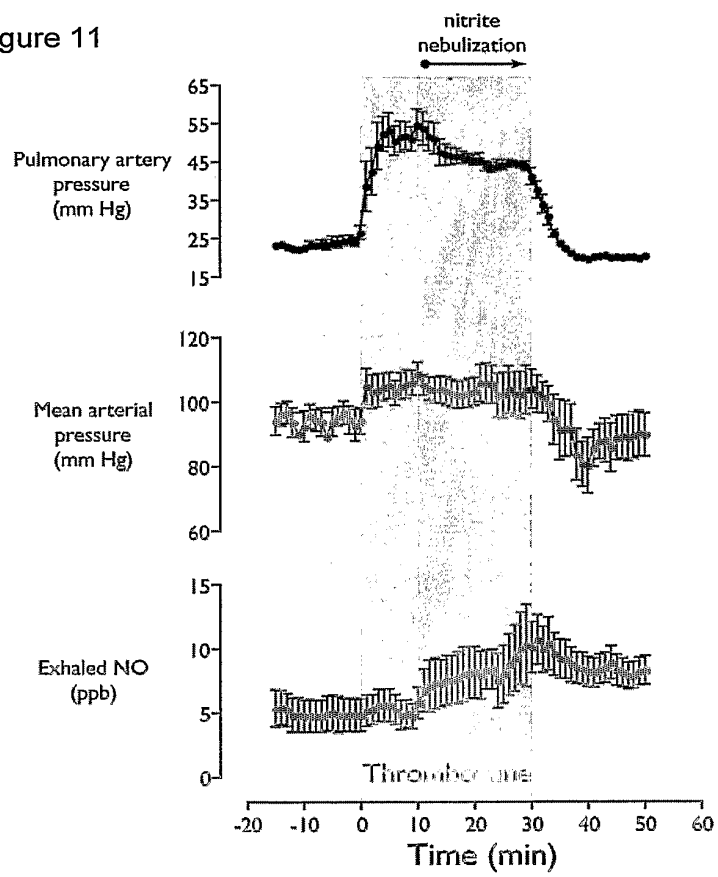 gure 11
nitrite
nebulization
65
55
Pulmonary artery
45
pressure
35
(mm Hg)
25
15
120
100
Mean arterial
pressure
80
(mm Hg)
60
15
10
Exhaled NO
(ppb)
5
0
-20 -10 0 10 20 30 40 50 60
Time (min)